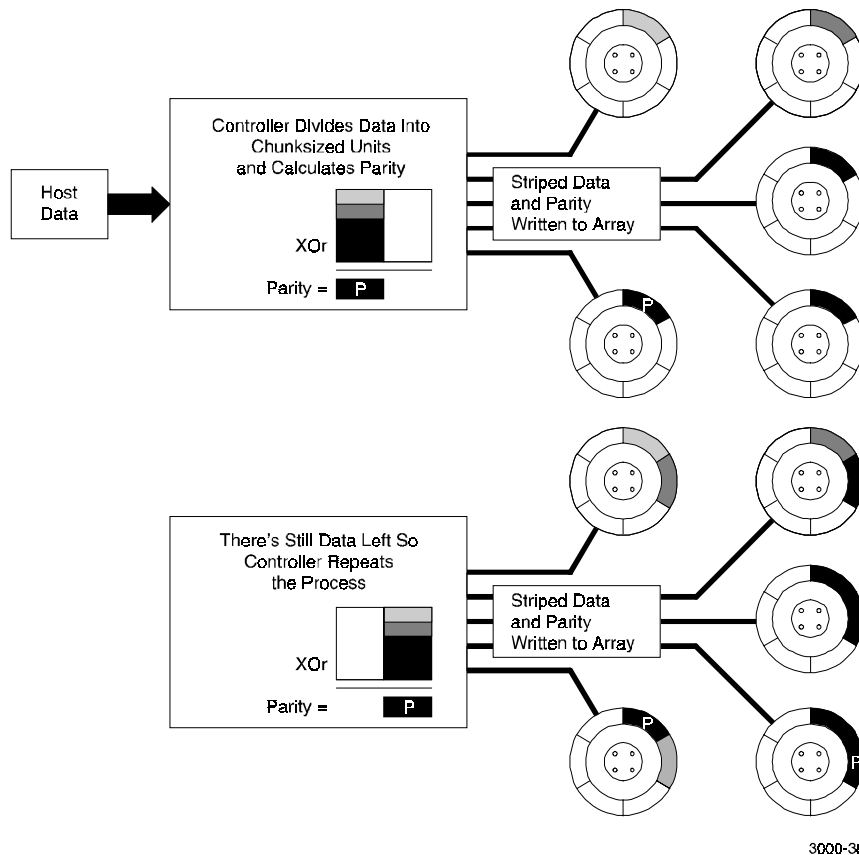 Controller Divides Data Into
Chunksized Units
and Calculates Parity
Host
Data
XOr
Parity =
P
Striped Data
and Parity
Written to Array
P
There's Still Data Left So
Controller Repeats
the Process
XOr
Parity =
P
Striped Data
and Parity
Written to Array
P
P